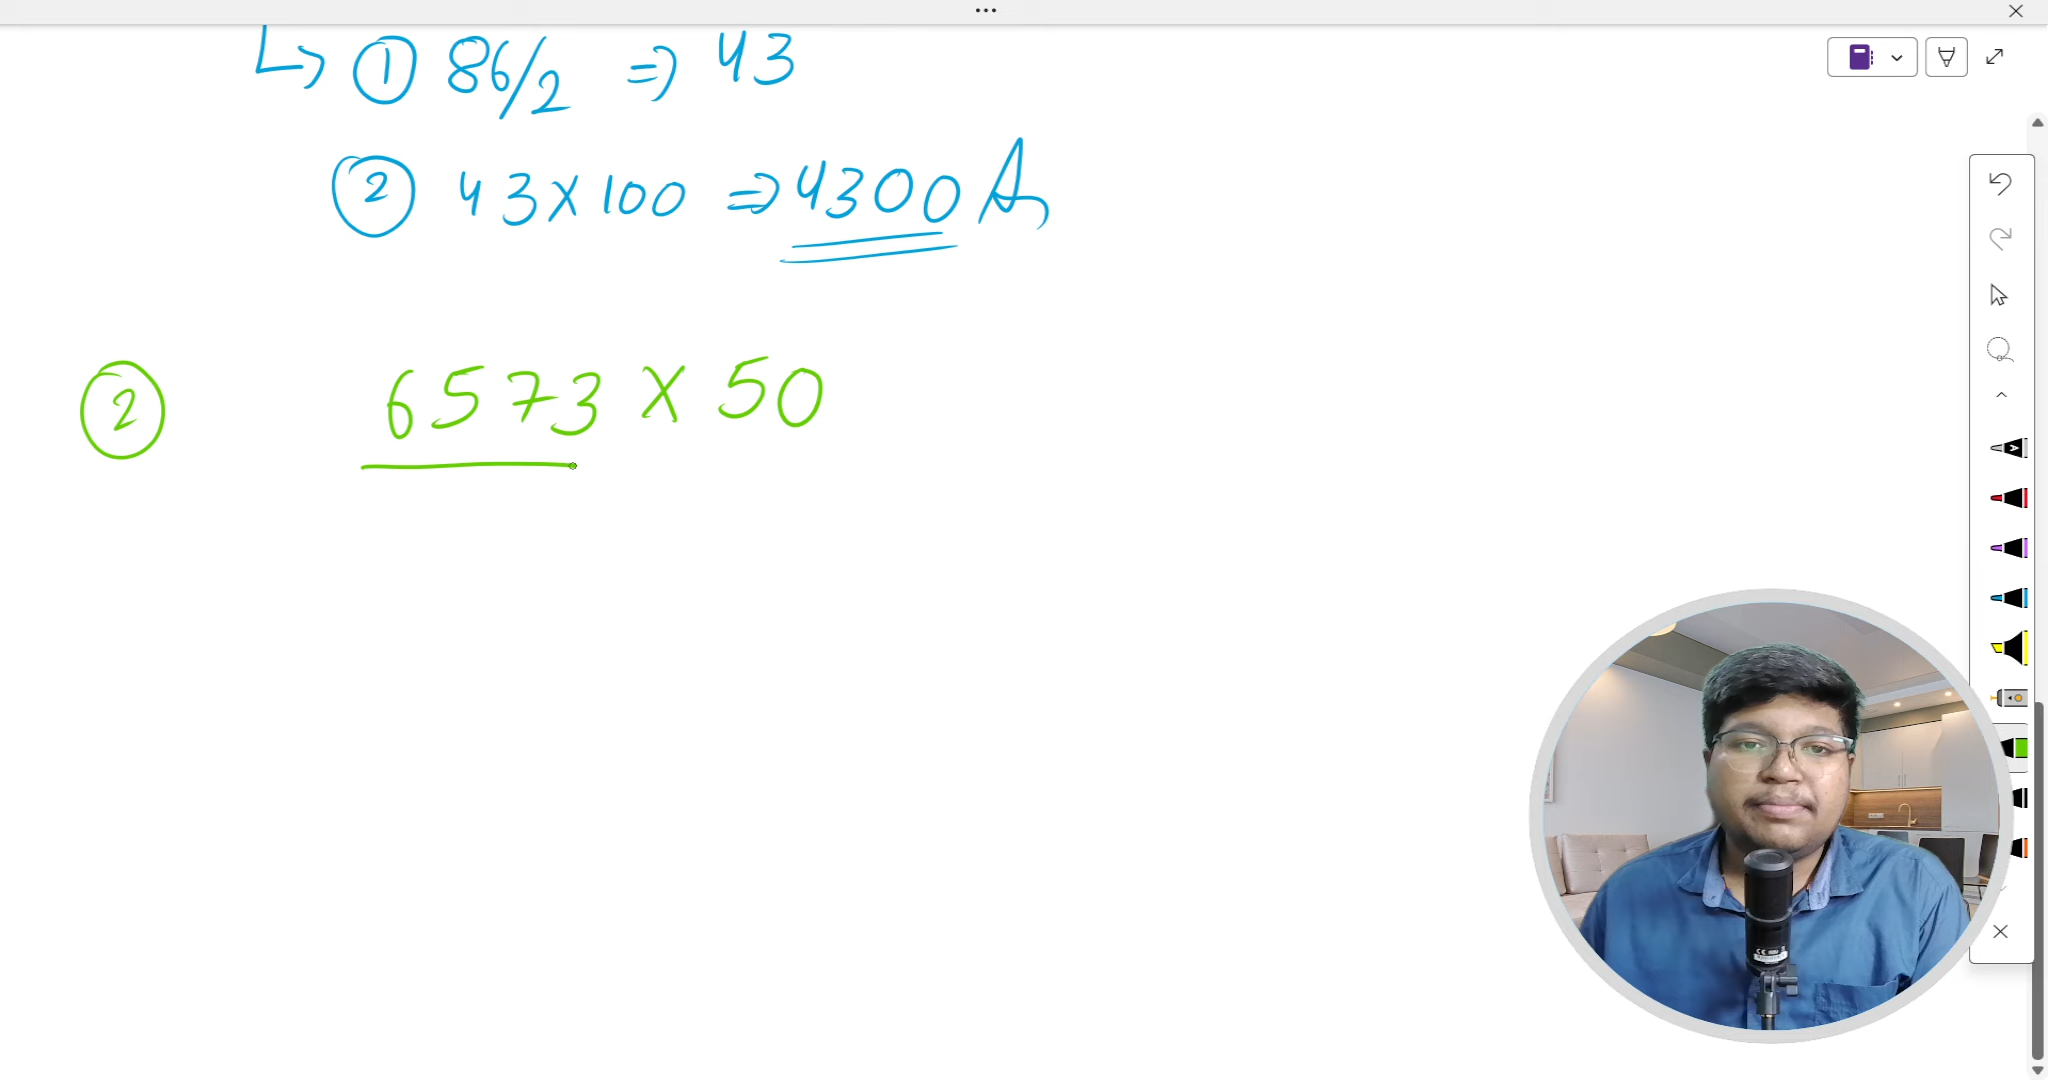 ① 86/2 ⇒ 43
② 43 x 100 ⇒ 4300 A
② 6573 x 50